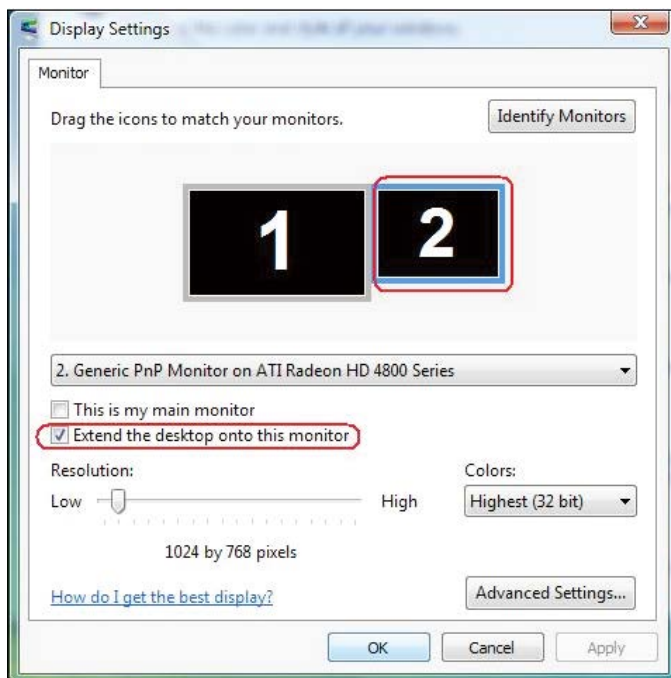 Display Settings
Monitor
Drag the icons to match your monitors.
Identify Monitors
1
2
2. Generic PnP Monitor on ATI Radeon HD 4800 Series
This is my main monitor
Extend the desktop onto this monitor
Resolution:
Colors:
Low
High
Highest (32 bit)
1024 by 768 pixels
How do I get the best display?
Advanced Settings...
OK
Cancel
Apply